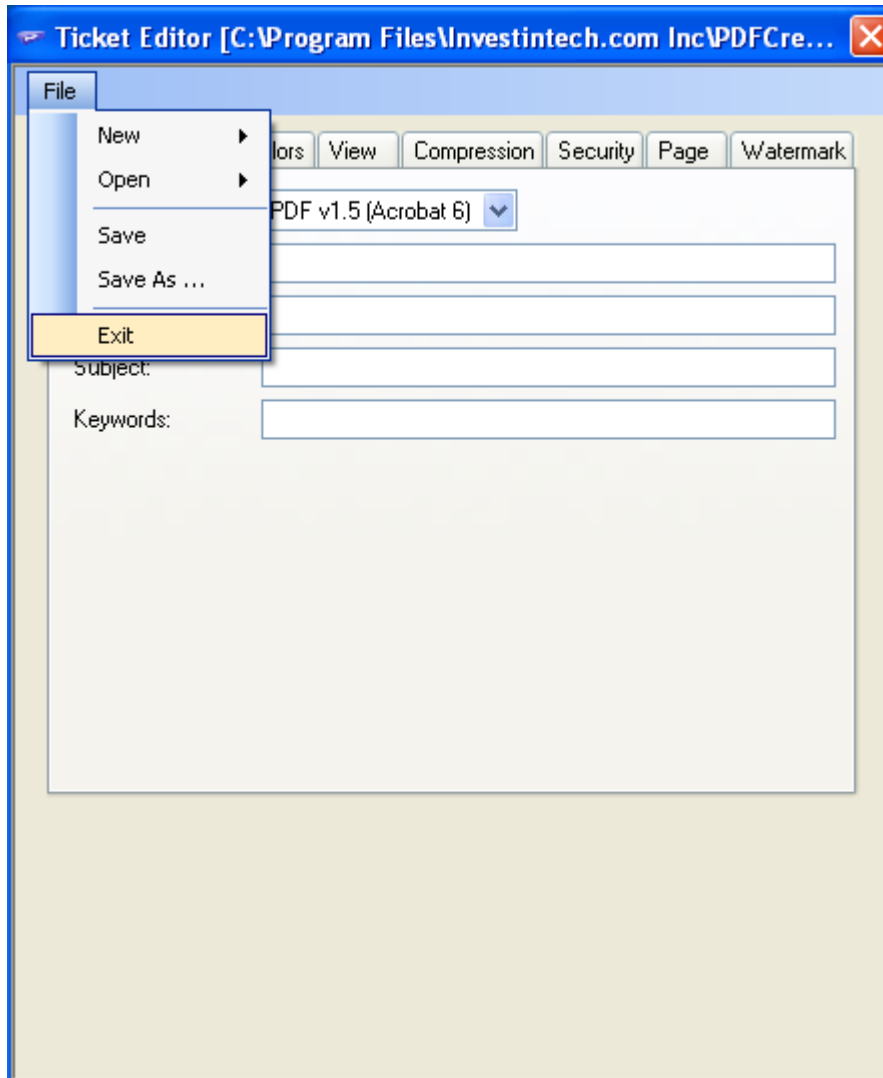 Ticket Editor [C:\Program Files\Investintech.com Inc\PDFCre...
File
New
lors View Compression Security Page Watermark
Open
PDF v1.5 (Acrobat 6)
Save
Save As ...
Exit
Subject:
Keywords: